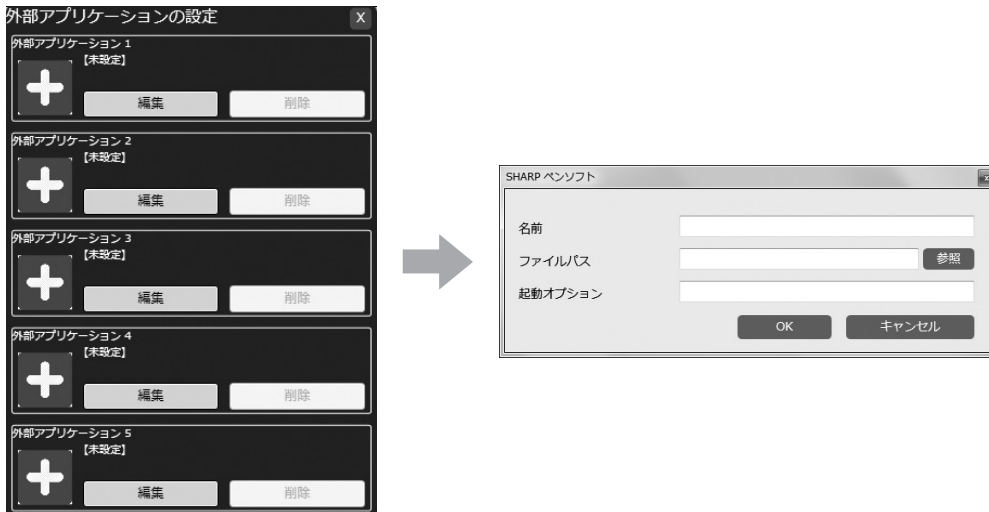 外部アプリケーションの設定 X
外部アプリケーション 1
【未設定】
編集 削除
外部アプリケーション 2
【未設定】
編集 削除
外部アプリケーション 3
【未設定】
編集 削除
外部アプリケーション 4
【未設定】
編集 削除
外部アプリケーション 5
【未設定】
編集 削除
SHARP ペンソフト x
名前
ファイルパス 参照
起動オプション
OK キャンセル